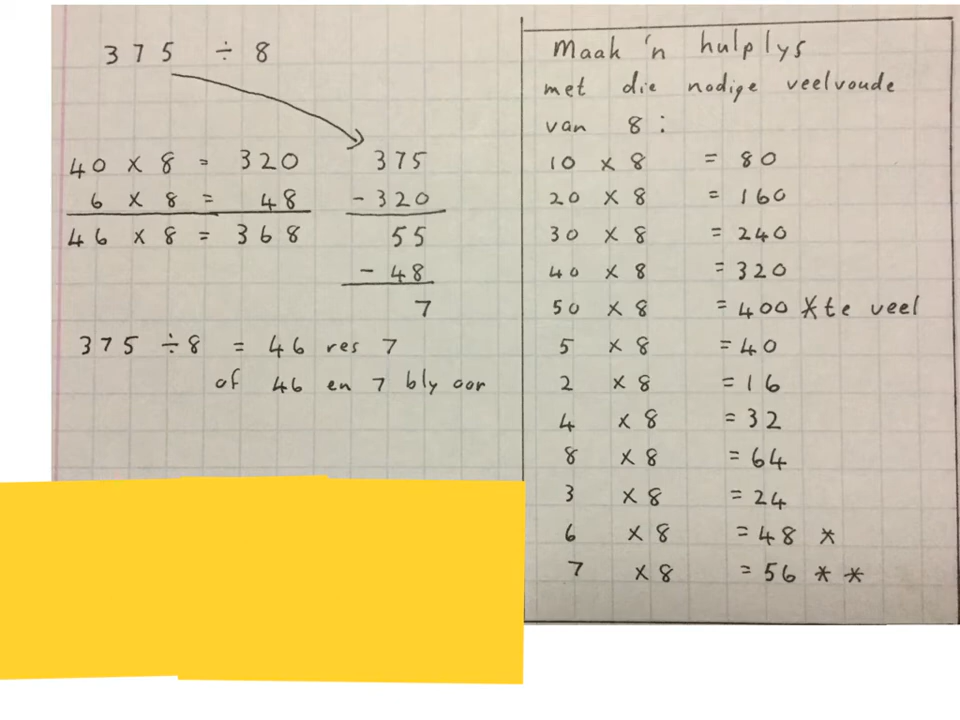 375 ÷ 8
40 × 8 = 320
6 × 8 = 48
46 × 8 = 368
375
- 320
55
- 48
7
375 ÷ 8 = 46 res 7
of 46 en 7 bly oor
Maak 'n hulplys
met die nodige veelvoude
van 8 :
10 × 8 = 80
20 × 8 = 160
30 × 8 = 240
40 × 8 = 320
50 × 8 = 400 * te veel
5 × 8 = 40
2 × 8 = 16
4 × 8 = 32
8 × 8 = 64
3 × 8 = 24
6 × 8 = 48 *
7 × 8 = 56 * *